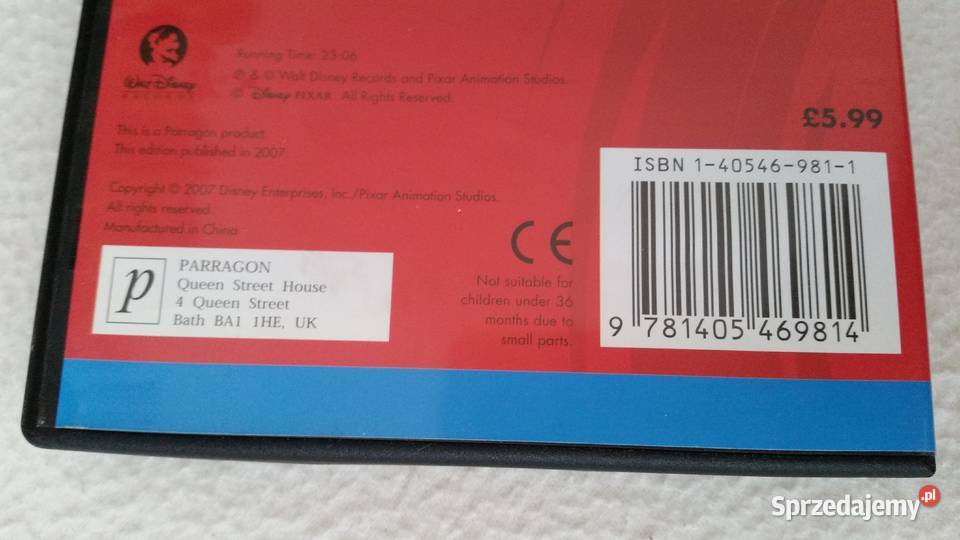 WALT DISNEY
RECORDS
Running Time: 23:06
℗ & © Walt Disney Records and Pixar Animation Studios.
© Disney PIXAR. All Rights Reserved.
£5.99
This is a Parragon product.
This edition published in 2007.
ISBN 1-40546-981-1
Copyright © 2007 Disney Enterprises, Inc./Pixar Animation Studios.
All rights reserved.
Manufactured in China
CE
p
PARRAGON
Queen Street House
4 Queen Street
Bath BA1 1HE, UK
Not suitable for
children under 36
months due to
small parts.
9 781405 469814
Sprzedajemy.pl